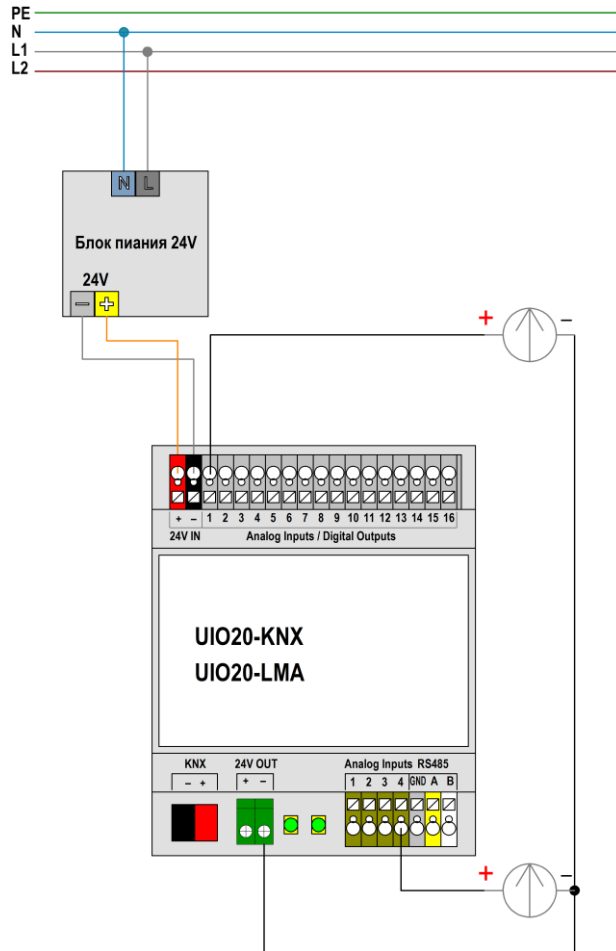 PE
N
L1
L2
N L
Блок пиания 24V
24V
− +
+ −
+ − 1 2 3 4 5 6 7 8 9 10 11 12 13 14 15 16
24V IN Analog Inputs / Digital Outputs
UIO20-KNX
UIO20-LMA
KNX 24V OUT Analog Inputs RS485
− + + − 1 2 3 4 GND A B
+ −